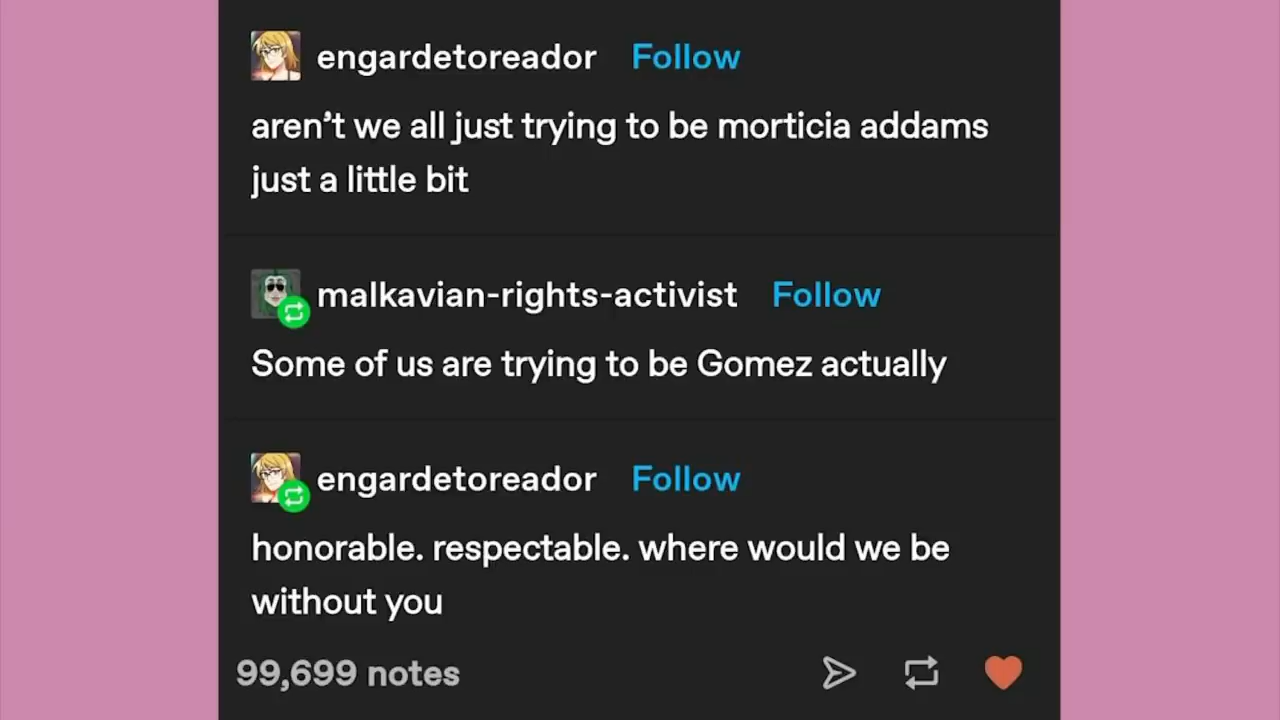 engardetoreador Follow
aren’t we all just trying to be morticia addams
just a little bit
malkavian-rights-activist Follow
Some of us are trying to be Gomez actually
engardetoreador Follow
honorable. respectable. where would we be
without you
99,699 notes